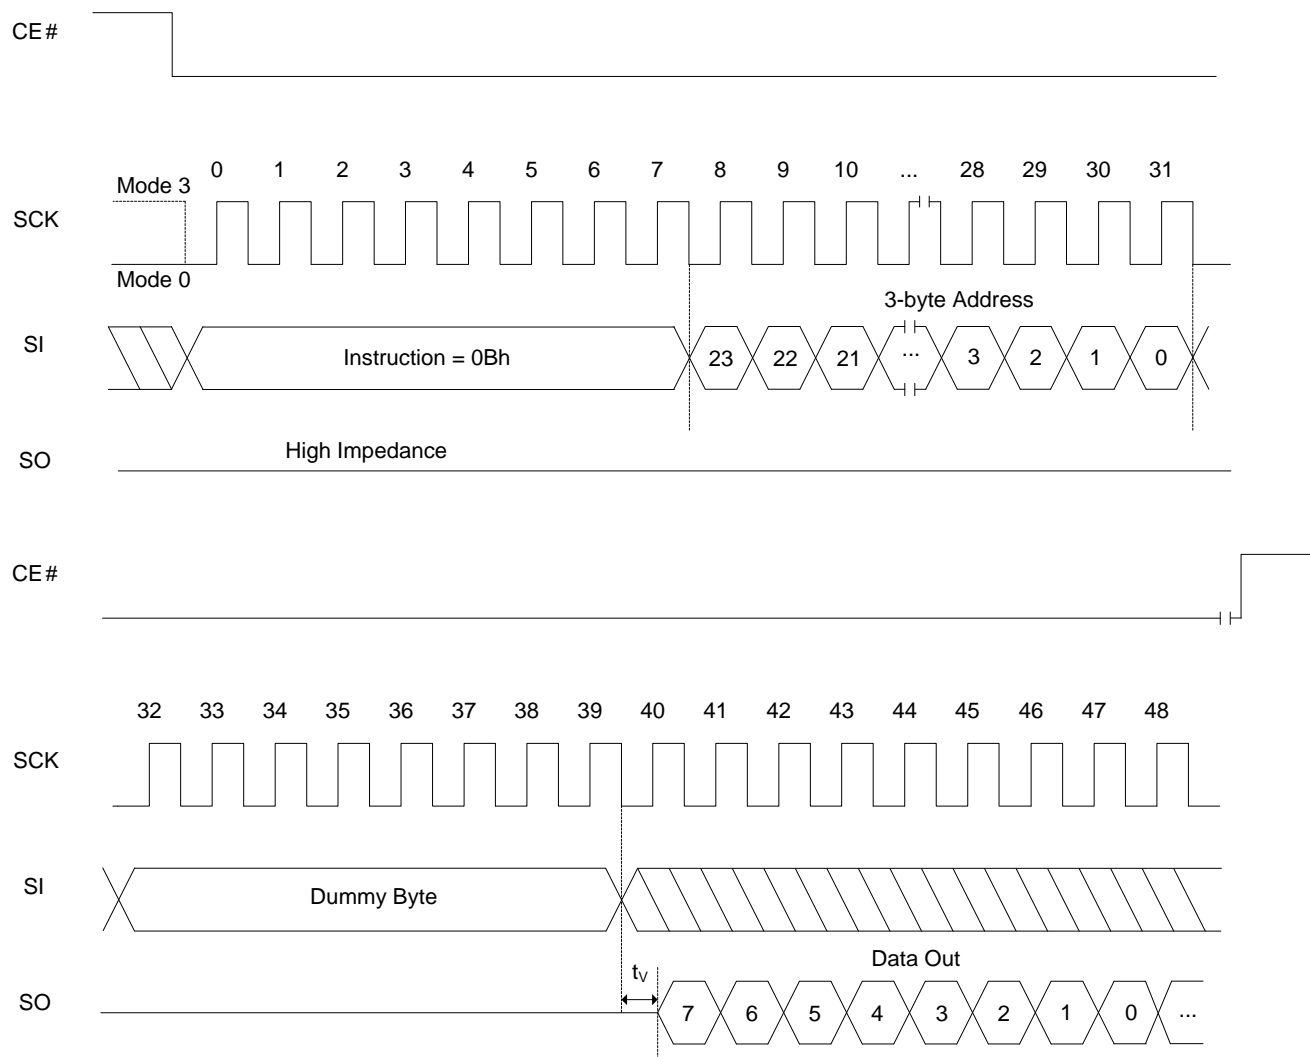 CE#
0 1 2 3 4 5 6 7 8 9 10 ... 28 29 30 31
Mode 3
SCK
Mode 0
3-byte Address
SI
Instruction = 0Bh
23 22 21 ... 3 2 1 0
High Impedance
SO
CE#
32 33 34 35 36 37 38 39 40 41 42 43 44 45 46 47 48
SCK
SI
Dummy Byte
Data Out
tV
SO
7 6 5 4 3 2 1 0 ...